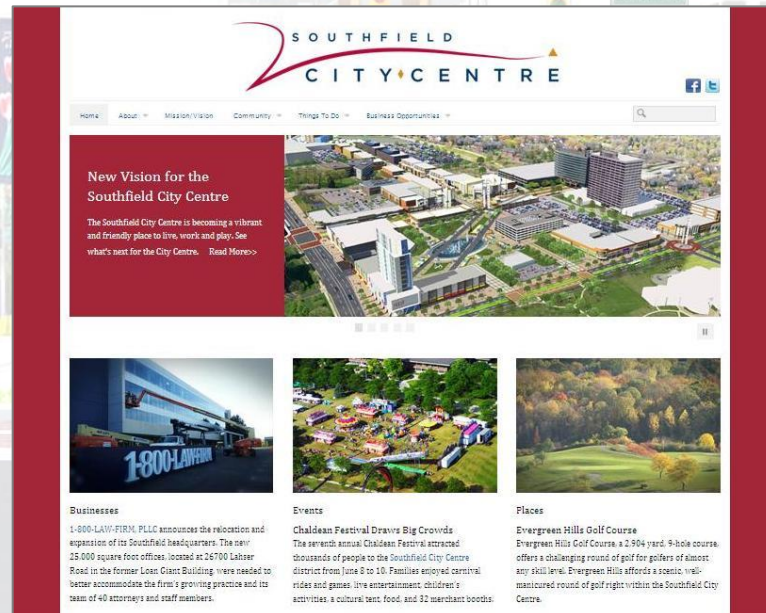 SOUTHFIELD
CITY CENTRE
Home About Mission/Vision Community Things To Do Business Opportunities
New Vision for the
Southfield City Centre
The Southfield City Centre is becoming a vibrant
and friendly place to live, work and play. See
what's next for the City Centre. Read More>>
1-800-LAW-FIRM
Businesses
1-800-LAW-FIRM, PLLC announces the relocation and
expansion of its Southfield headquarters. The new
25,000 square foot offices, located at 26700 Lahser
Road in the former Loan Giant Building, were needed to
better accommodate the firm's growing practice and its
team of 40 attorneys and staff members.
Events
Chaldean Festival Draws Big Crowds
The seventh annual Chaldean Festival attracted
thousands of people to the Southfield City Centre
district from June 8 to 10. Families enjoyed carnival
rides and games, live entertainment, children's
activities, a cultural tent, food, and 32 merchant booths.
Places
Evergreen Hills Golf Course
Evergreen Hills Golf Course, a 2,904 yard, 9-hole course,
offers a challenging round of golf for golfers of almost
any skill level. Evergreen Hills affords a scenic, well-
manicured round of golf right within the Southfield City
Centre.